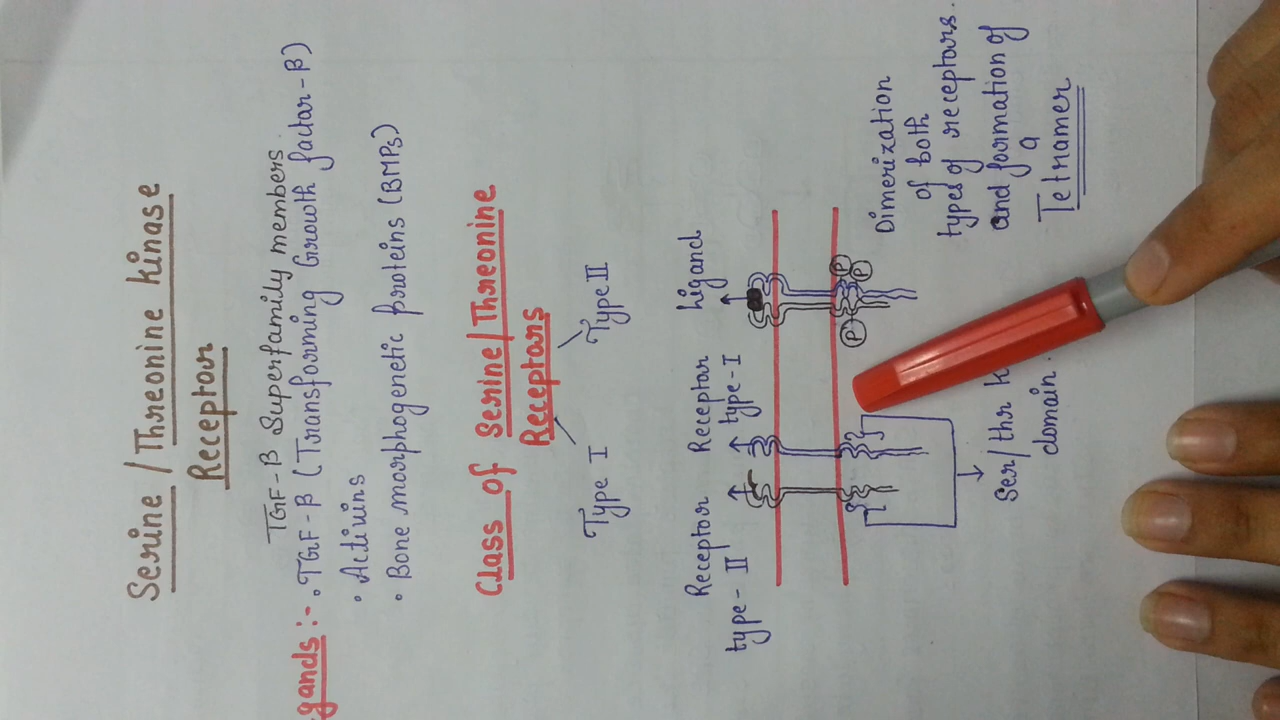 Serine / Threonine Kinase
Receptor
TGF-β Superfamily members
gands:-
• TGF-β (Transforming Growth factor-β)
• Activins
• Bone morphogenetic proteins (BMPs)
Class of Serine/Threonine
Receptors
Type I
Type II
Receptor
type-II
Receptor
type-I
Ligand
P
P
P
Ser/thr K
domain.
Dimerization
of both
types of receptors.
and formation of
a
Tetramer